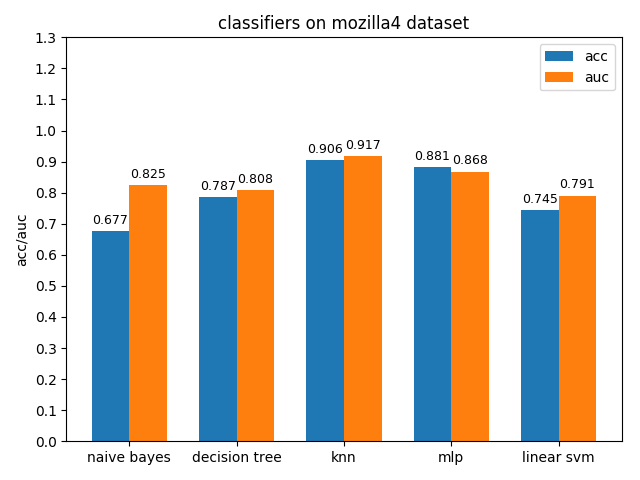 classifiers on mozilla4 dataset
1.3
1.2
1.1
1.0
0.9
0.8
0.7
0.6
0.5
0.4
0.3
0.2
0.1
0.0
acc/auc
acc
auc
0.677
0.825
0.787
0.808
0.906
0.917
0.881
0.868
0.745
0.791
naive bayes
decision tree
knn
mlp
linear svm